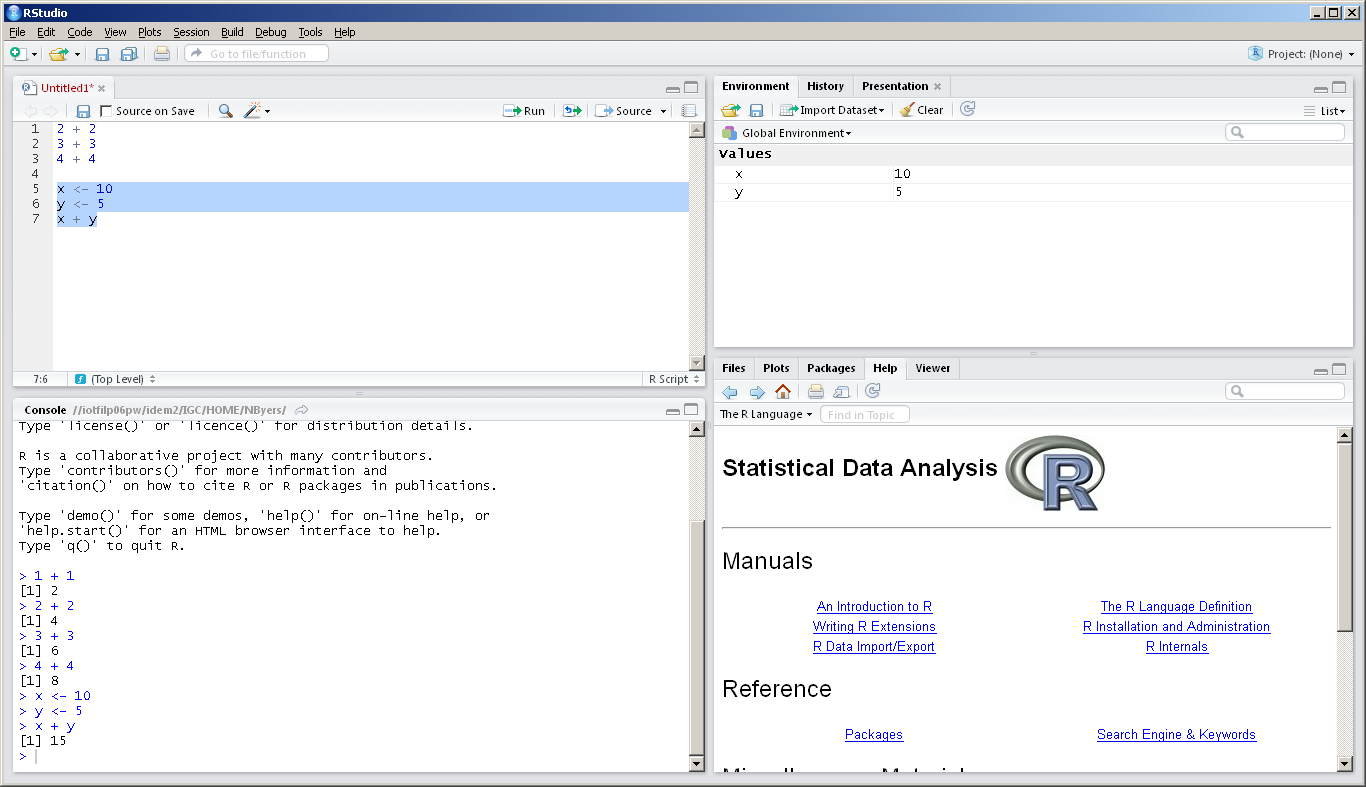 RStudio
File Edit Code View Plots Session Build Debug Tools Help
Go to file/function
Project: (None)
Untitled1*
Source on Save
Run
Source
1 2 + 2
2 3 + 3
3 4 + 4
4
5 x <- 10
6 y <- 5
7 x + y
7:6
(Top Level)
R Script
Console //iotfilp06pw/idem2/IGC/HOME/NByers/
Type 'license()' or 'licence()' for distribution details.
R is a collaborative project with many contributors.
Type 'contributors()' for more information and
'citation()' on how to cite R or R packages in publications.
Type 'demo()' for some demos, 'help()' for on-line help, or
'help.start()' for an HTML browser interface to help.
Type 'q()' to quit R.
> 1 + 1
[1] 2
> 2 + 2
[1] 4
> 3 + 3
[1] 6
> 4 + 4
[1] 8
> x <- 10
> y <- 5
> x + y
[1] 15
>
Environment History Presentation
Import Dataset
Clear
List
Global Environment
Values
x 10
y 5
Files Plots Packages Help Viewer
The R Language
Find in Topic
Statistical Data Analysis R
Manuals
An Introduction to R The R Language Definition
Writing R Extensions R Installation and Administration
R Data Import/Export R Internals
Reference
Packages Search Engine & Keywords